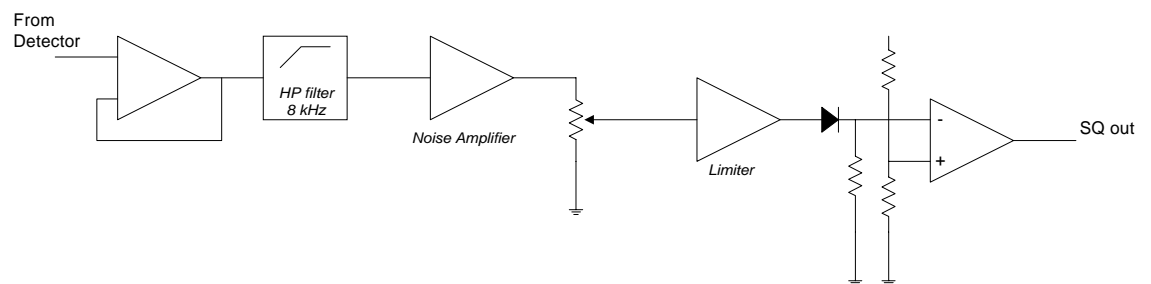 From
Detector
HP filter
8 kHz
Noise Amplifier
Limiter
-
+
SQ out